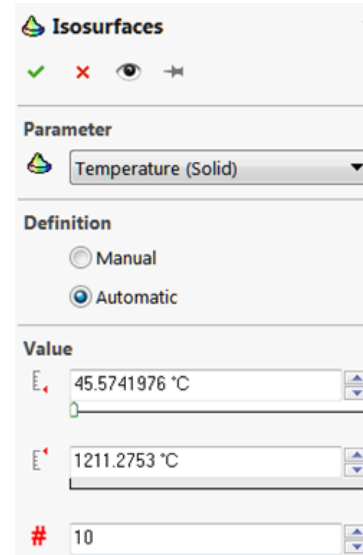 Isosurfaces
Parameter
Temperature (Solid)
Definition
Manual
Automatic
Value
45.5741976 °C
1211.2753 °C
# 10